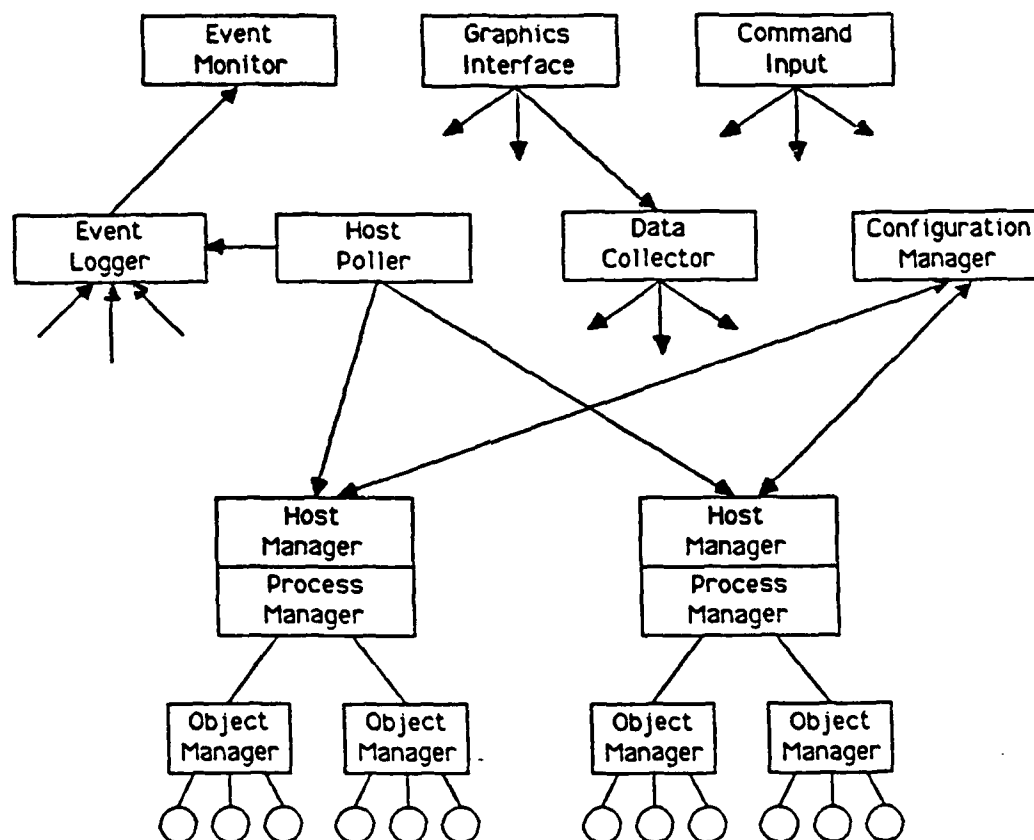 Event
Monitor
Graphics
Interface
Command
Input
Event
Logger
Host
Poller
Data
Collector
Configuration
Manager
Host
Manager
Process
Manager
Host
Manager
Process
Manager
Object
Manager
Object
Manager
Object
Manager
Object
Manager